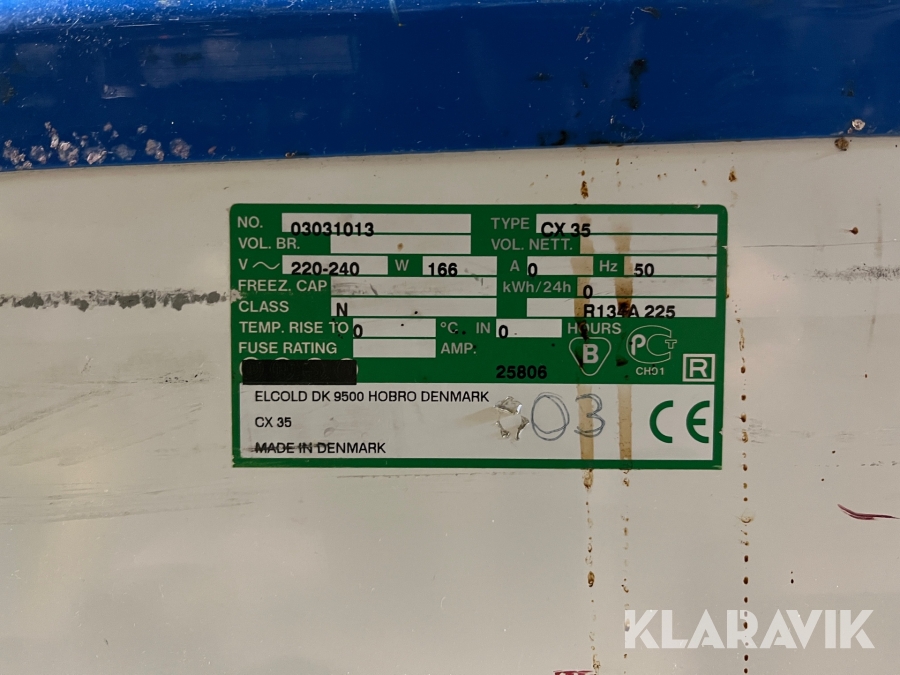 NO. 03031013 TYPE CX 35
VOL. BR. VOL. NETT.
V~ 220-240 W 166 A 0 Hz 50
FREEZ. CAP kWh/24h 0
CLASS N R134A 225
TEMP. RISE TO 0 °C. IN 0 HOURS
FUSE RATING AMP. B PCT
CH01 R
25806
ELCOLD DK 9500 HOBRO DENMARK
CX 35 03 CE
MADE IN DENMARK
KLARAVIK